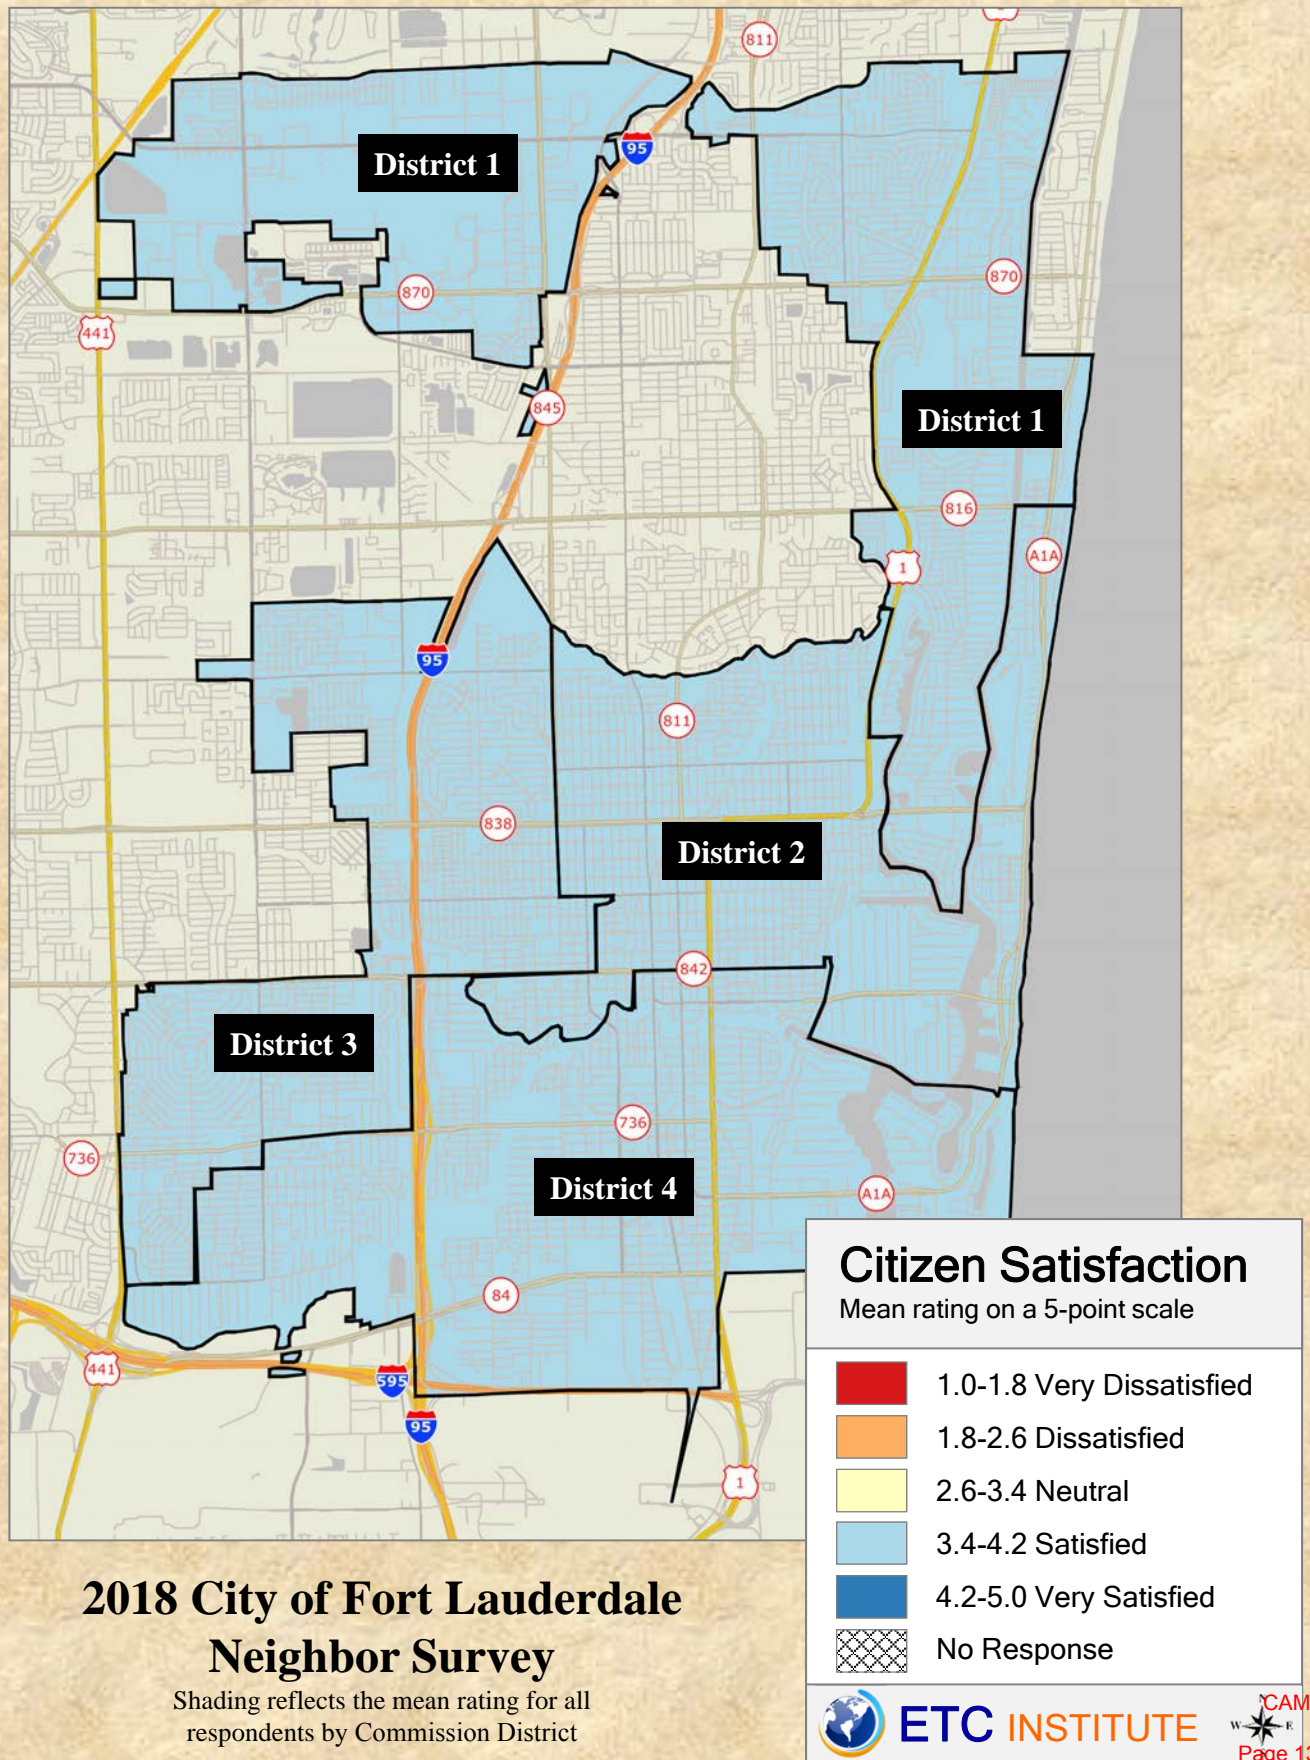 811
District 1
95
870
870
441
845
District 1
816
A1A
1
95
811
838
District 2
842
District 3
736
736
District 4
A1A
84
441
595
95
1
Citizen Satisfaction
Mean rating on a 5-point scale
1.0-1.8 Very Dissatisfied
1.8-2.6 Dissatisfied
2.6-3.4 Neutral
3.4-4.2 Satisfied
4.2-5.0 Very Satisfied
No Response
2018 City of Fort Lauderdale
Neighbor Survey
Shading reflects the mean rating for all
respondents by Commission District
ETC INSTITUTE
CAM
W E
Page